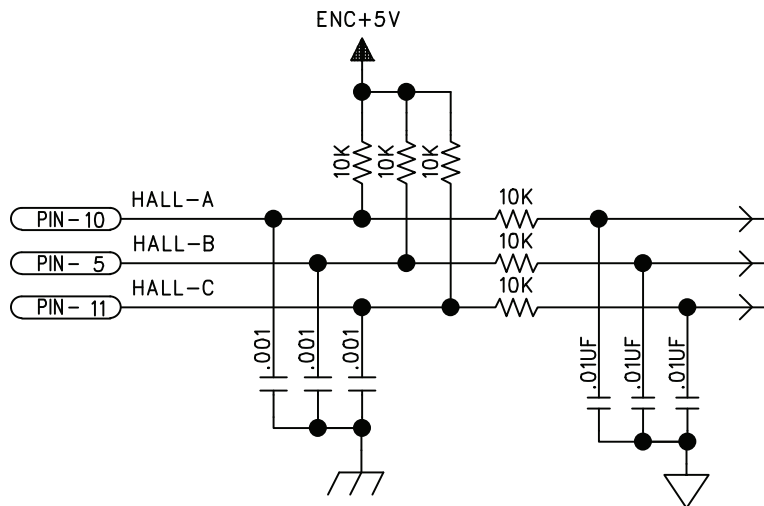 ENC+5V
10K
10K
10K
HALL-A
10K
PIN-10
HALL-B
10K
PIN- 5
HALL-C
10K
PIN- 11
.001
.001
.001
.01UF
.01UF
.01UF